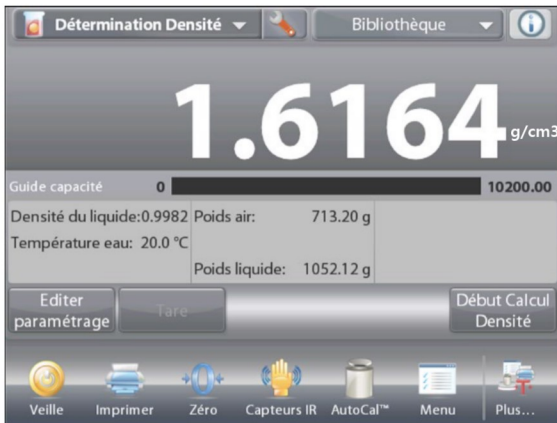 Détermination Densité
Bibliothèque
1.6164 g/cm3
Guide capacité 0 10200.00
Densité du liquide:0.9982 Poids air: 713.20 g
Température eau: 20.0 °C
Poids liquide: 1052.12 g
Editer
paramétrage
Tare
Début Calcul
Densité
Veille Imprimer Zéro Capteurs IR AutoCal™ Menu Plus...